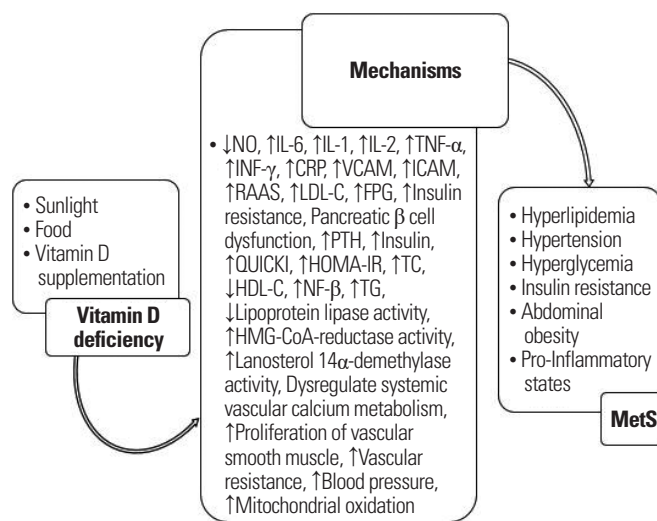 • Sunlight
• Food
• Vitamin D
supplementation
Vitamin D
deficiency
Mechanisms
• ↓NO, ↑IL-6, ↑IL-1, ↑IL-2, ↑TNF-α,
↑INF-γ, ↑CRP, ↑VCAM, ↑ICAM,
↑RAAS, ↑LDL-C, ↑FPG, ↑Insulin
resistance, Pancreatic β cell
dysfunction, ↑PTH, ↑Insulin,
↑QUICKI, ↑HOMA-IR, ↑TC,
↓HDL-C, ↑NF-β, ↑TG,
↓Lipoprotein lipase activity,
↑HMG-CoA-reductase activity,
↑Lanosterol 14α-demethylase
activity, Dysregulate systemic
vascular calcium metabolism,
↑Proliferation of vascular
smooth muscle, ↑Vascular
resistance, ↑Blood pressure,
↑Mitochondrial oxidation
• Hyperlipidemia
• Hypertension
• Hyperglycemia
• Insulin resistance
• Abdominal
obesity
• Pro-Inflammatory
states
MetS